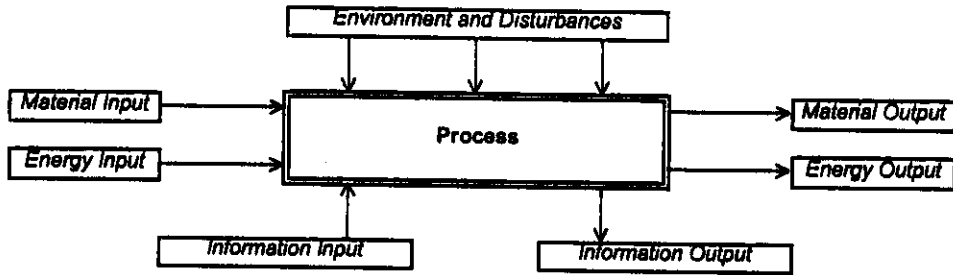 Environment and Disturbances
Material Input
Process
Material Output
Energy Input
Energy Output
Information Input
Information Output